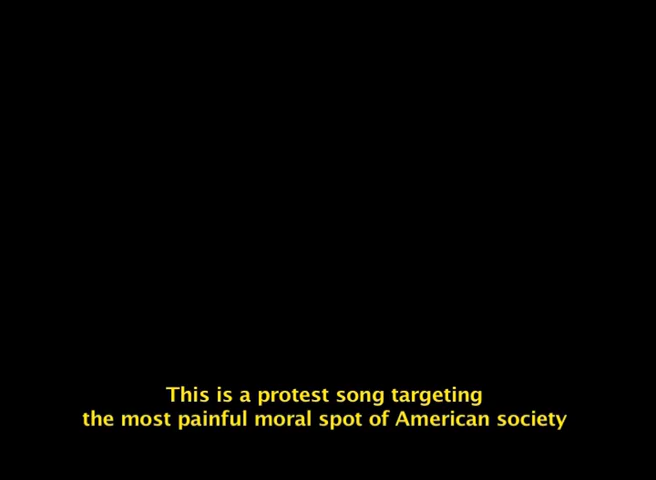 This is a protest song targeting
the most painful moral spot of American society